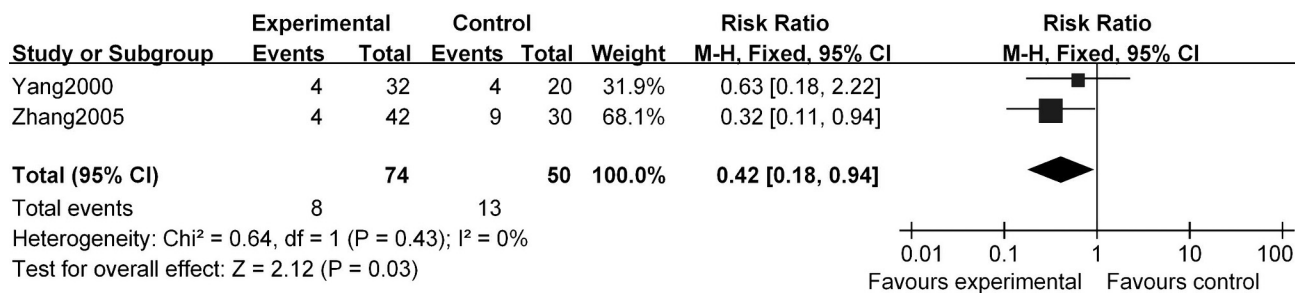 Experimental Control Risk Ratio Risk Ratio
Study or Subgroup Events Total Events Total Weight M-H, Fixed, 95% CI M-H, Fixed, 95% CI
Yang2000 4 32 4 20 31.9% 0.63 [0.18, 2.22]
Zhang2005 4 42 9 30 68.1% 0.32 [0.11, 0.94]
Total (95% CI) 74 50 100.0% 0.42 [0.18, 0.94]
Total events 8 13
Heterogeneity: Chi² = 0.64, df = 1 (P = 0.43); I² = 0%
Test for overall effect: Z = 2.12 (P = 0.03)
0.01 0.1 1 10 100
Favours experimental Favours control